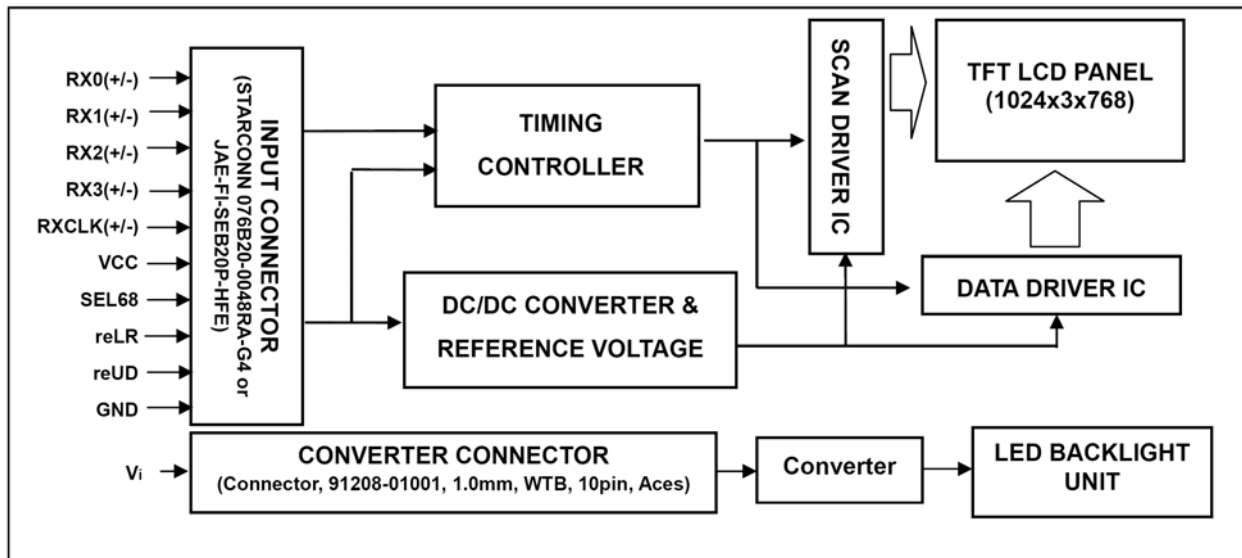 RX0(+/-)
RX1(+/-)
RX2(+/-)
RX3(+/-)
RXCLK(+/-)
VCC
SEL68
reLR
reUD
GND
INPUT CONNECTOR
(STARCONN 076B20-0048RA-G4 or
JAE-FI-SEB20P-HFE)
TIMING
CONTROLLER
DC/DC CONVERTER &
REFERENCE VOLTAGE
SCAN DRIVER IC
TFT LCD PANEL
(1024x3x768)
DATA DRIVER IC
Vi
CONVERTER CONNECTOR
(Connector, 91208-01001, 1.0mm, WTB, 10pin, Aces)
Converter
LED BACKLIGHT
UNIT